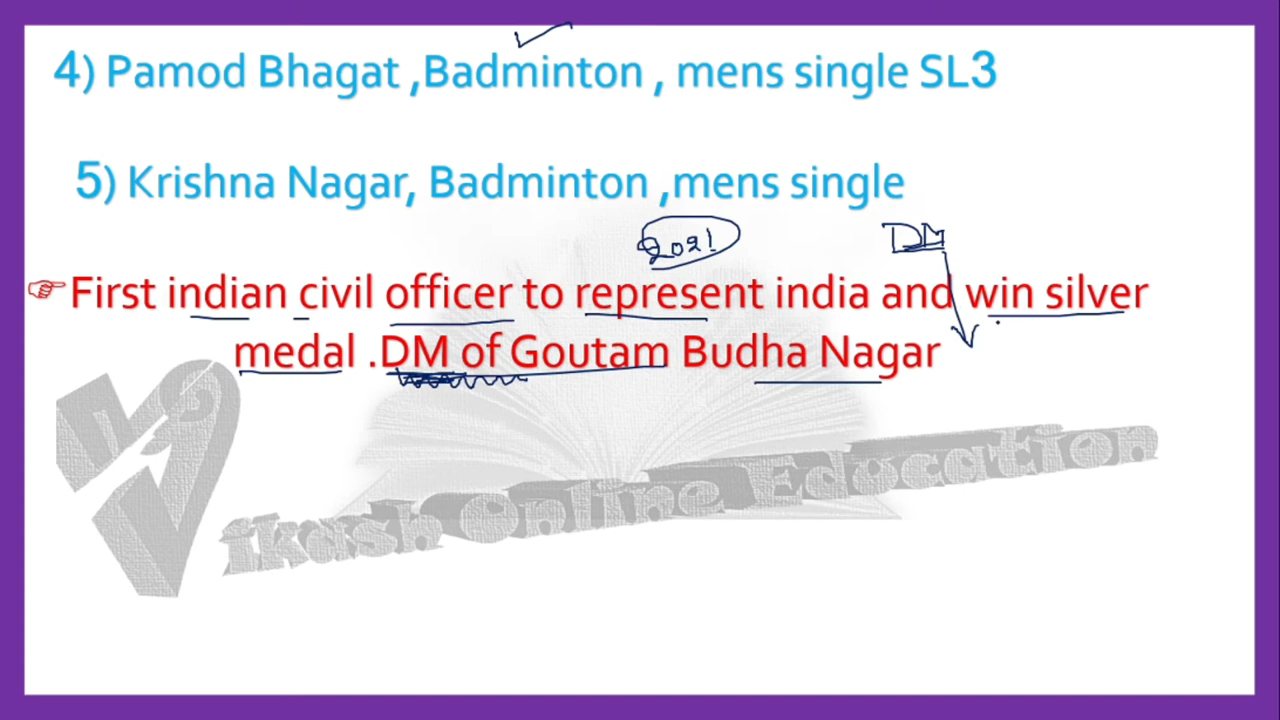 4) Pamod Bhagat ,Badminton , mens single SL3
5) Krishna Nagar, Badminton ,mens single
2021
DM
☞First indian civil officer to represent india and win silver
medal .DM of Goutam Budha Nagar
Vikash Online Education